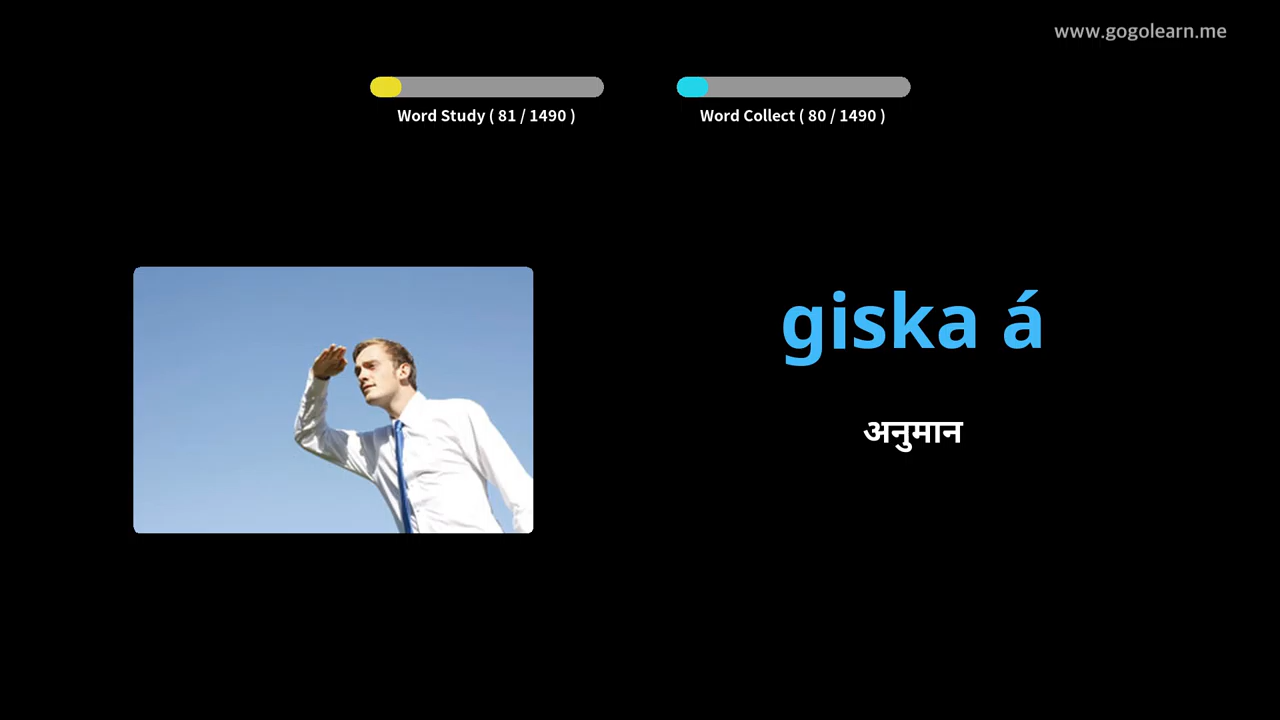 www.gogolearn.me
Word Study ( 81 / 1490 )
Word Collect ( 80 / 1490 )
giska á
अनुमान